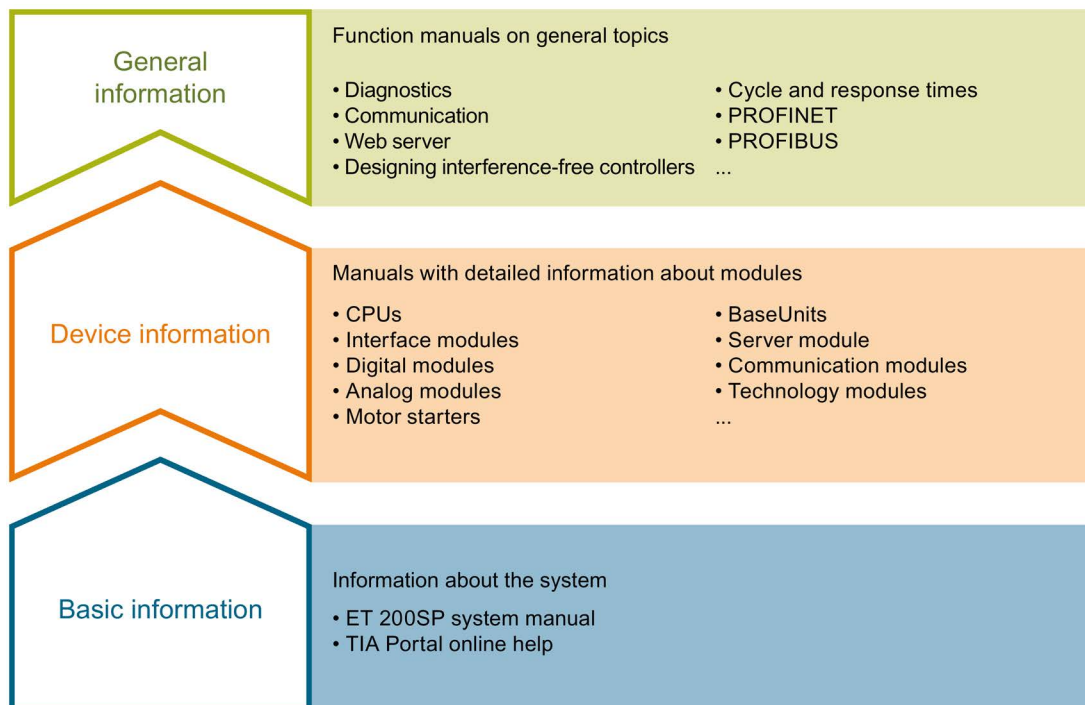 General
information
Function manuals on general topics
• Diagnostics
• Communication
• Web server
• Designing interference-free controllers
• Cycle and response times
• PROFINET
• PROFIBUS
...
Device information
Manuals with detailed information about modules
• CPUs
• Interface modules
• Digital modules
• Analog modules
• Motor starters
• BaseUnits
• Server module
• Communication modules
• Technology modules
...
Basic information
Information about the system
• ET 200SP system manual
• TIA Portal online help